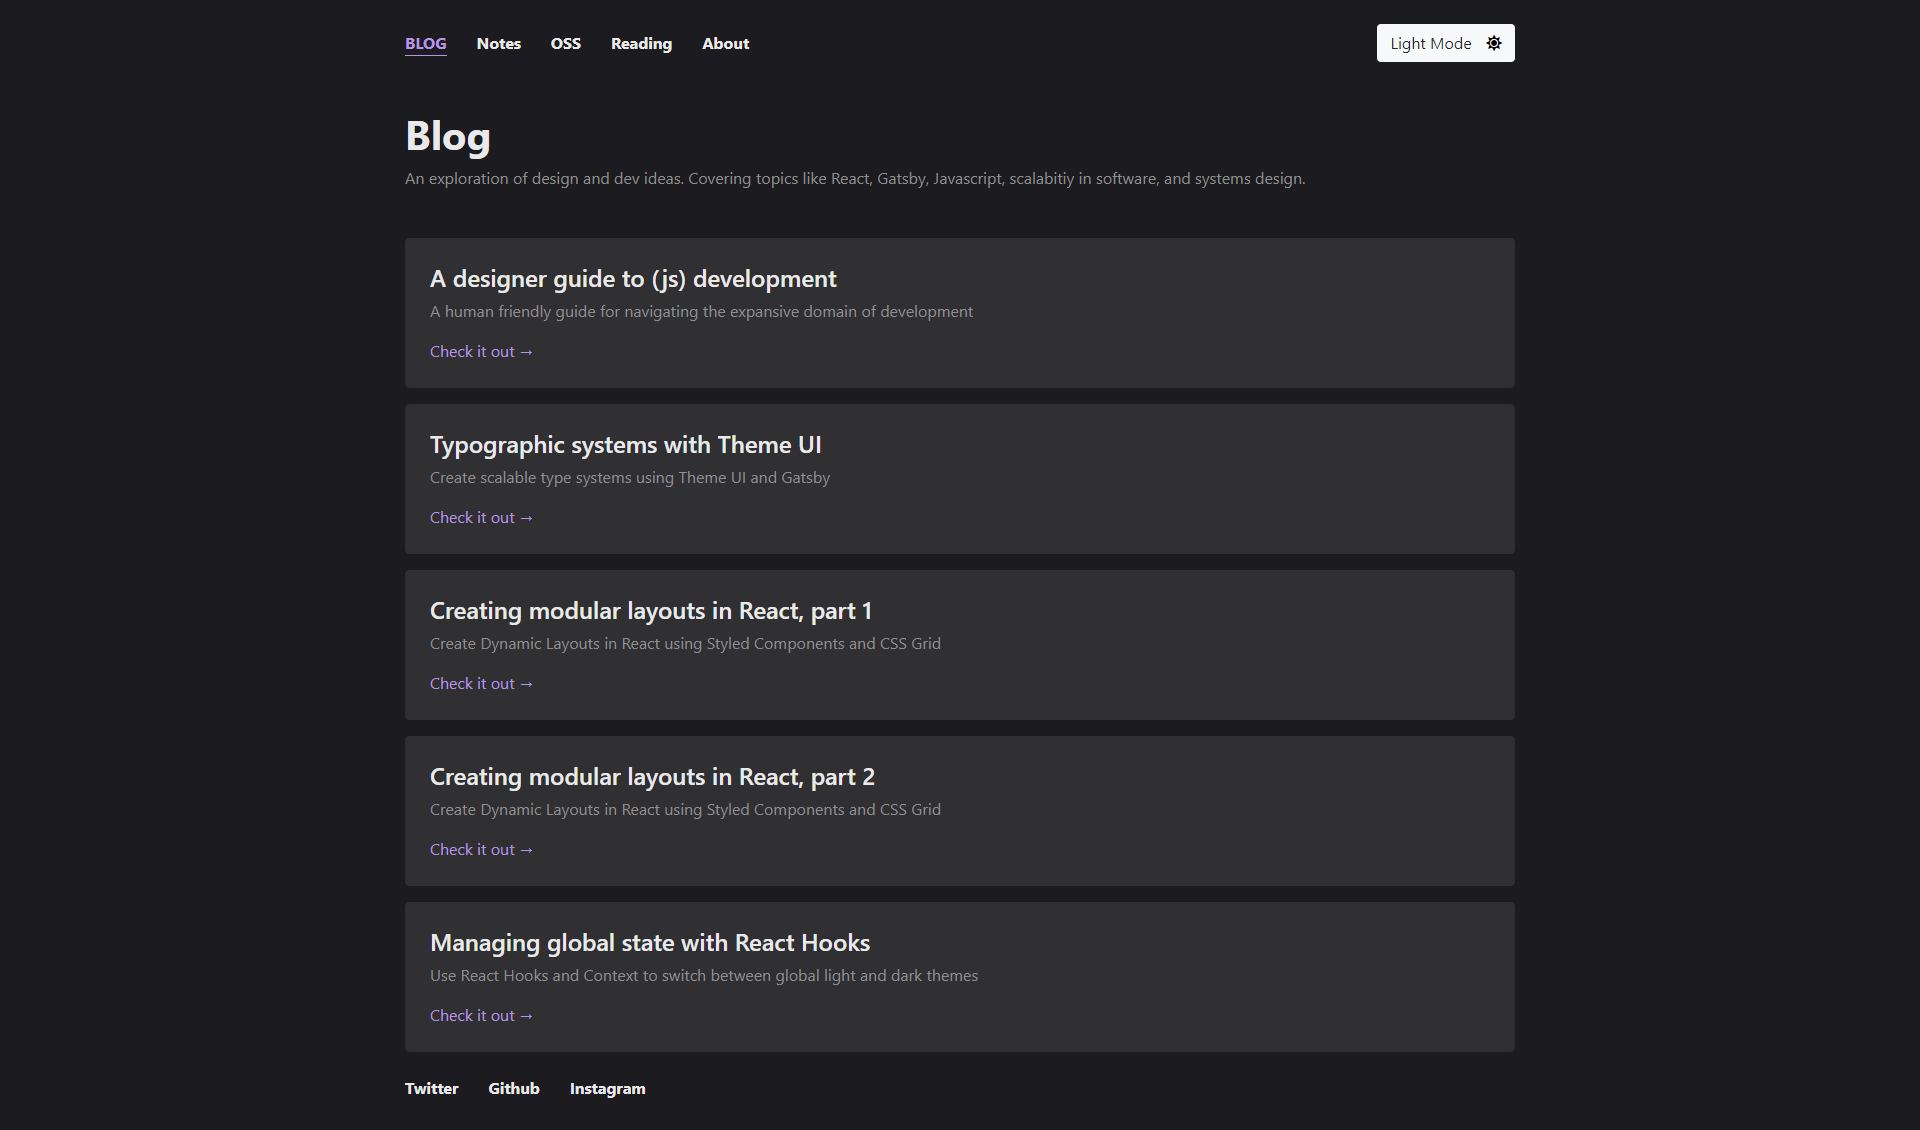 BLOG Notes OSS Reading About Light Mode
Blog
An exploration of design and dev ideas. Covering topics like React, Gatsby, Javascript, scalabitiy in software, and systems design.
A designer guide to (js) development
A human friendly guide for navigating the expansive domain of development
Check it out →
Typographic systems with Theme UI
Create scalable type systems using Theme UI and Gatsby
Check it out →
Creating modular layouts in React, part 1
Create Dynamic Layouts in React using Styled Components and CSS Grid
Check it out →
Creating modular layouts in React, part 2
Create Dynamic Layouts in React using Styled Components and CSS Grid
Check it out →
Managing global state with React Hooks
Use React Hooks and Context to switch between global light and dark themes
Check it out →
Twitter Github Instagram